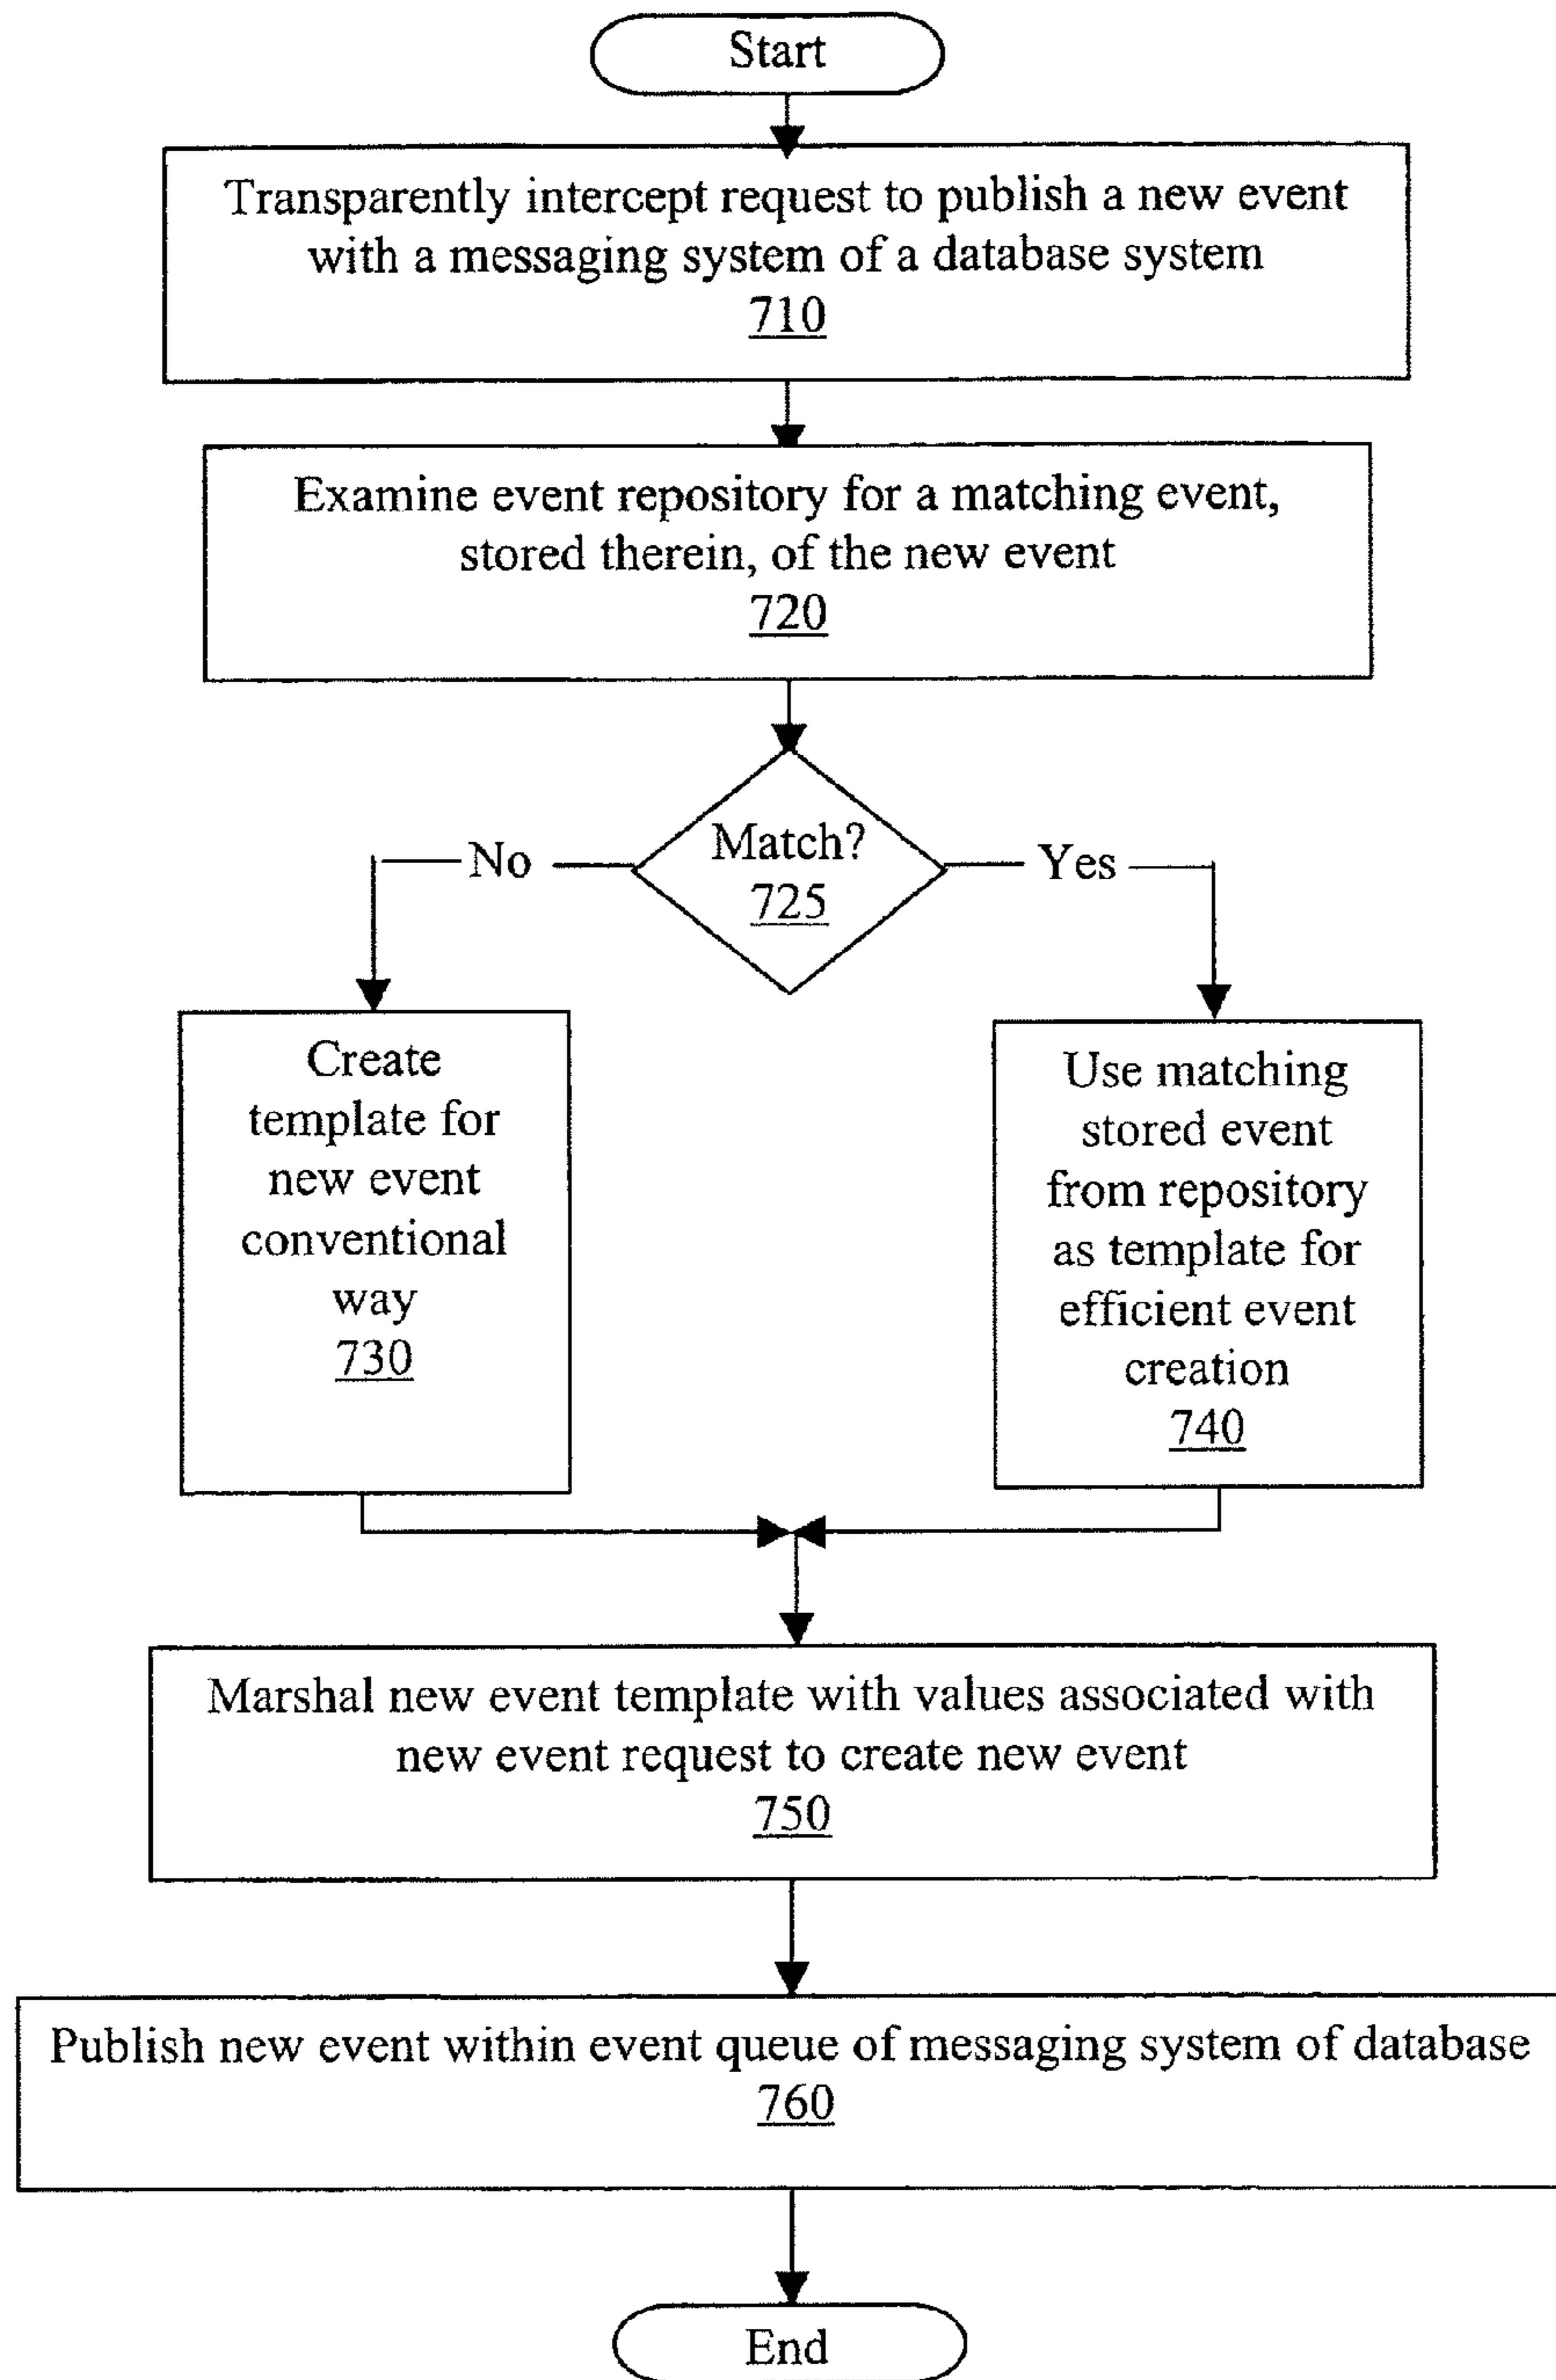 Start
Transparently intercept request to publish a new event
with a messaging system of a database system
710
Examine event repository for a matching event,
stored therein, of the new event
720
Match?
725
No
Yes
Create
template for
new event
conventional
way
730
Use matching
stored event
from repository
as template for
efficient event
creation
740
Marshal new event template with values associated with
new event request to create new event
750
Publish new event within event queue of messaging system of database
760
End